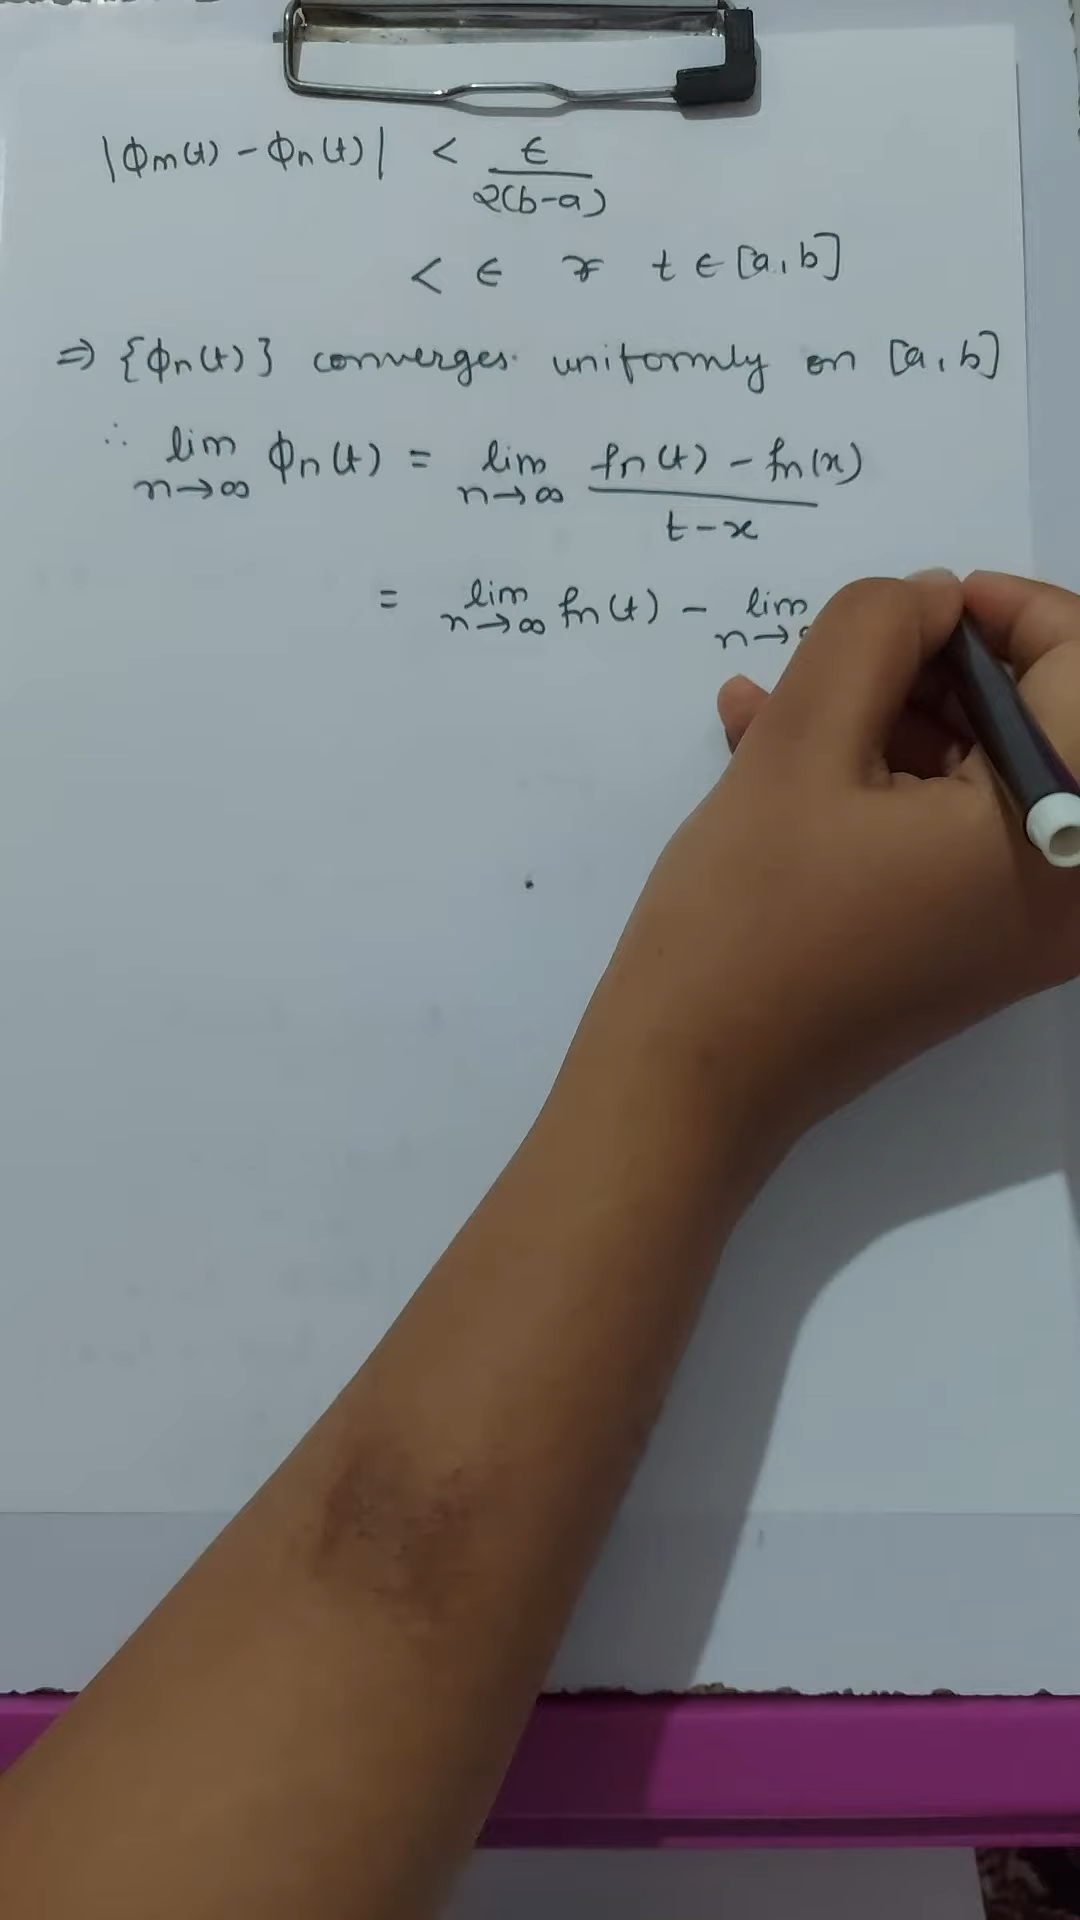 |ϕm(t) - ϕn(t)| < ϵ / 2(b-a)
< ϵ ∀ t ∈ [a, b]
⇒ {ϕn(t)} converges uniformly on [a, b]
∴ lim n→∞ ϕn(t) = lim n→∞ fn(t) - fn(x) / t-x
= lim n→∞ fn(t) - lim n→